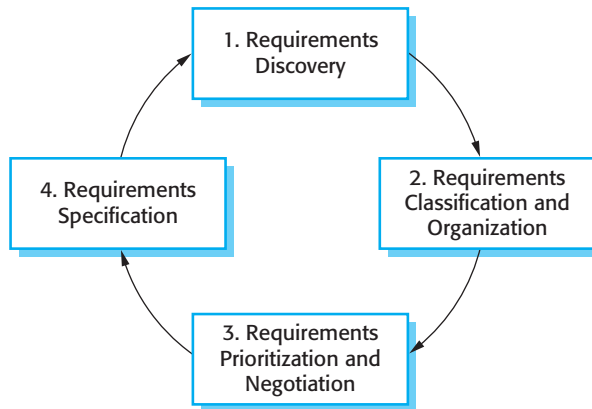 1. Requirements
Discovery
2. Requirements
Classification and
Organization
3. Requirements
Prioritization and
Negotiation
4. Requirements
Specification